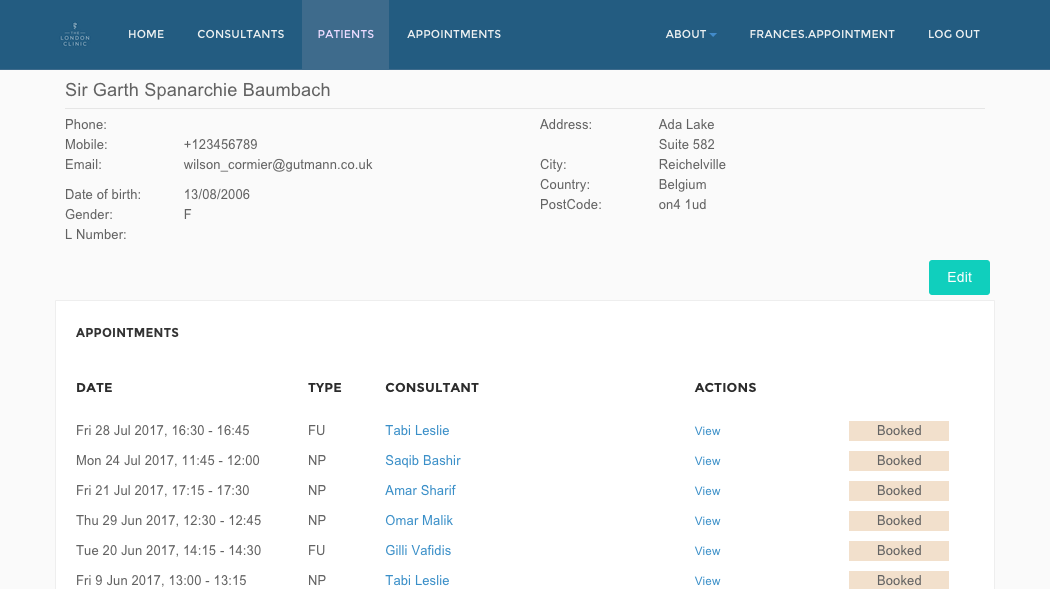 THE
LONDON
CLINIC
HOME
CONSULTANTS
PATIENTS
APPOINTMENTS
ABOUT
FRANCES.APPOINTMENT
LOG OUT
Sir Garth Spanarchie Baumbach
Phone:
Mobile: +123456789
Email: wilson_cormier@gutmann.co.uk
Date of birth: 13/08/2006
Gender: F
L Number:
Address: Ada Lake
Suite 582
City: Reichelville
Country: Belgium
PostCode: on4 1ud
Edit
APPOINTMENTS
DATE TYPE CONSULTANT ACTIONS
Fri 28 Jul 2017, 16:30 - 16:45 FU Tabi Leslie View Booked
Mon 24 Jul 2017, 11:45 - 12:00 NP Saqib Bashir View Booked
Fri 21 Jul 2017, 17:15 - 17:30 NP Amar Sharif View Booked
Thu 29 Jun 2017, 12:30 - 12:45 NP Omar Malik View Booked
Tue 20 Jun 2017, 14:15 - 14:30 FU Gilli Vafidis View Booked
Fri 9 Jun 2017, 13:00 - 13:15 NP Tabi Leslie View Booked